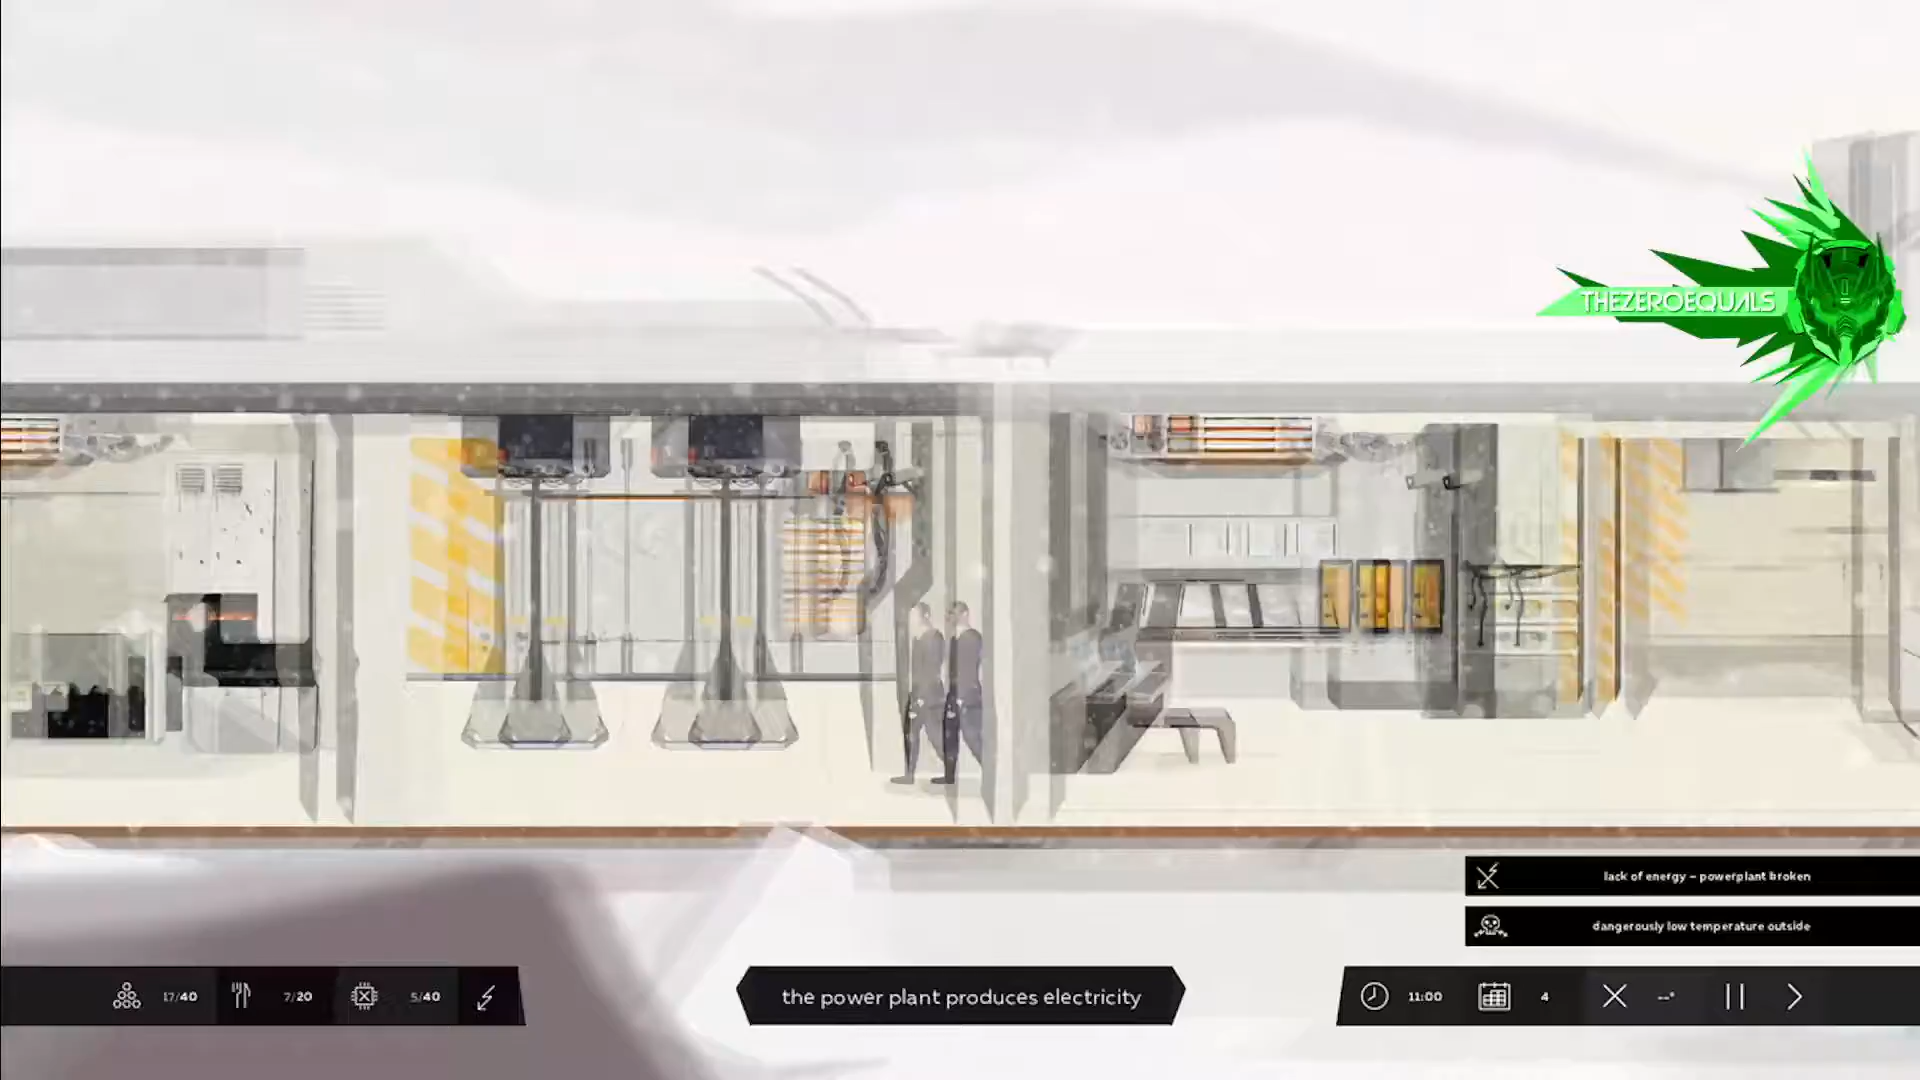 THEZEROEQUALS
lack of energy – powerplant broken
dangerously low temperature outside
17/40
7/20
5/40
the power plant produces electricity
11:00
4
--°